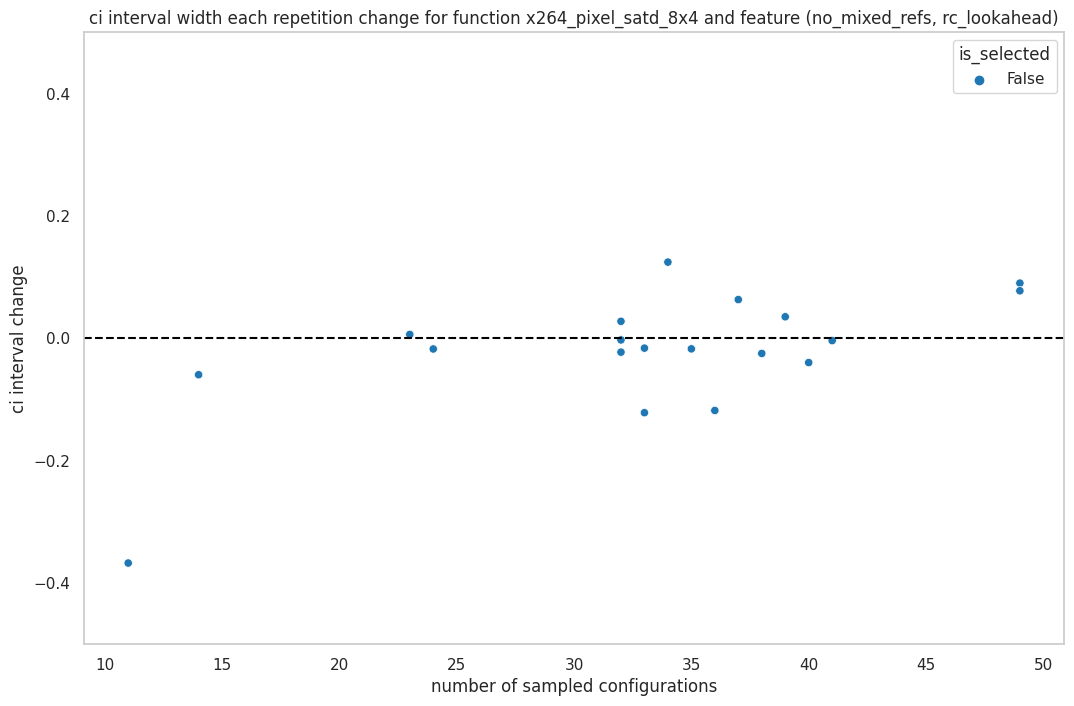 ci interval width each repetition change for function x264_pixel_satd_8x4 and feature (no_mixed_refs, rc_lookahead)
is_selected
False
0.4
0.2
0.0
−0.2
−0.4
ci interval change
10 15 20 25 30 35 40 45 50
number of sampled configurations